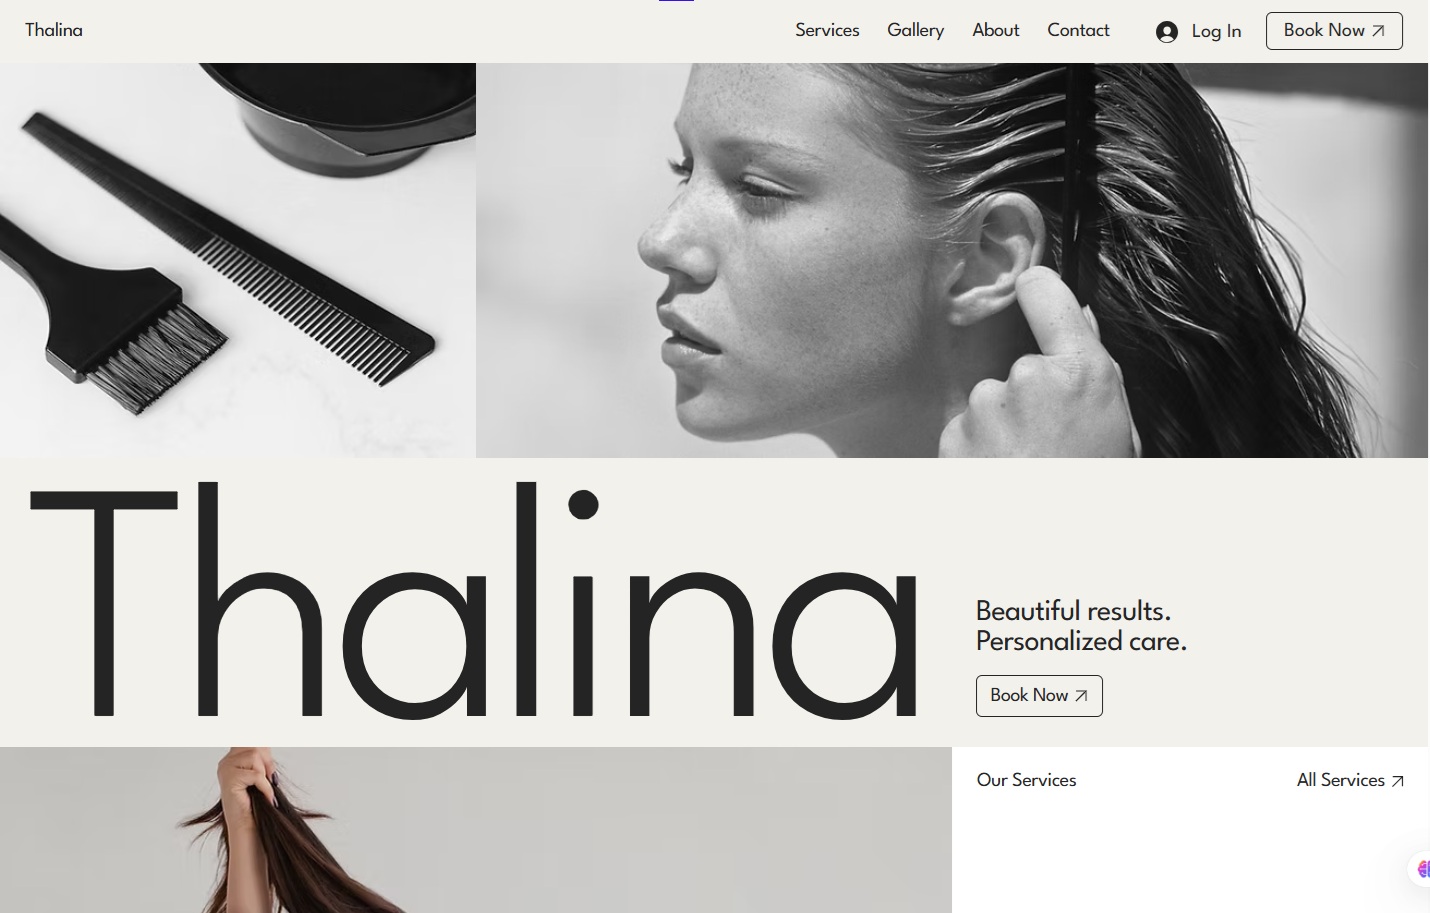 Thalina
Services
Gallery
About
Contact
Log In
Book Now
Thalina
Beautiful results.
Personalized care.
Book Now
Our Services
All Services